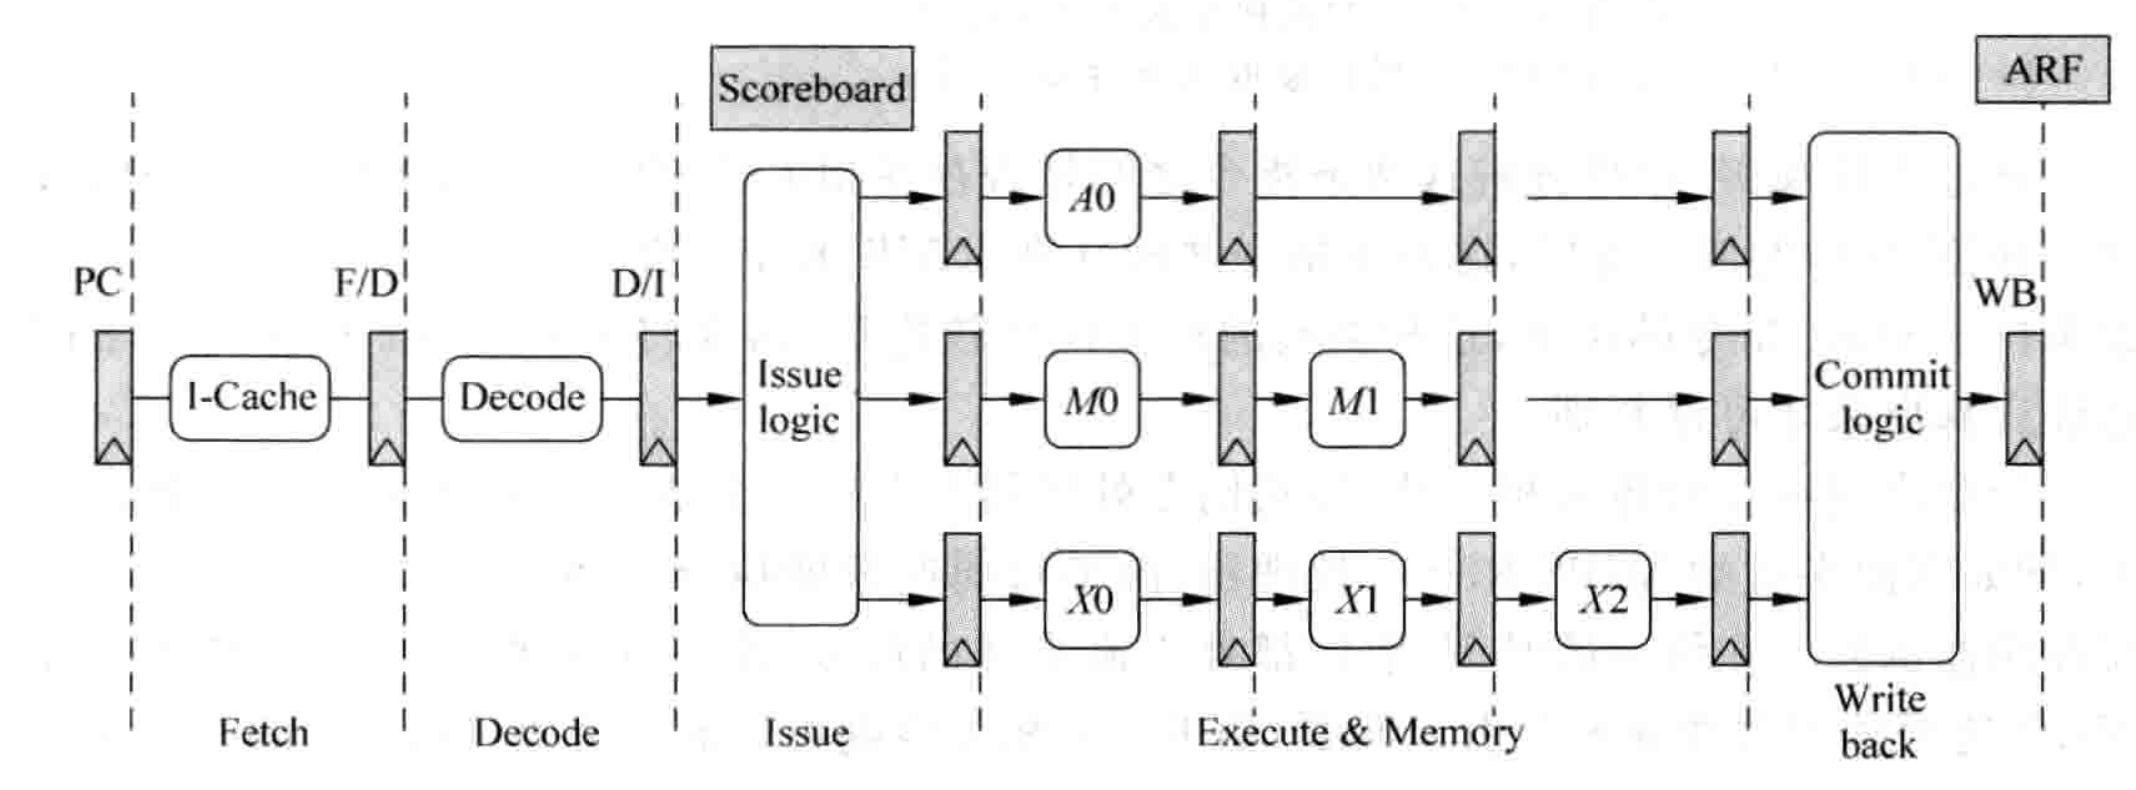 Scoreboard
ARF
A0
PC
F/D
D/I
WB
I-Cache
Decode
Issue
logic
M0
M1
Commit
logic
X0
X1
X2
Fetch
Decode
Issue
Execute & Memory
Write
back